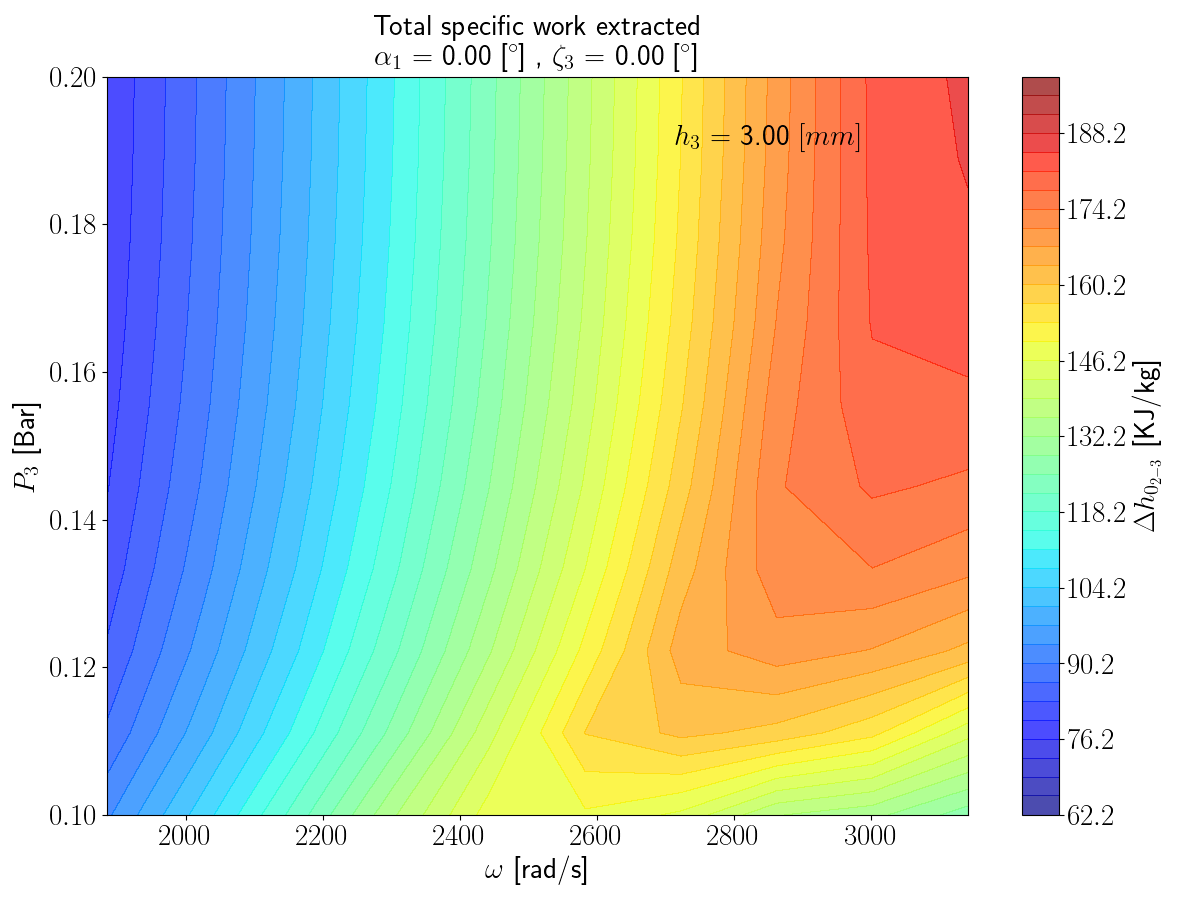 Total specific work extracted
α₁ = 0.00 [°] , ζ₃ = 0.00 [°]
h₃ = 3.00 [mm]
P₃ [Bar]
0.20
0.18
0.16
0.14
0.12
0.10
2000 2200 2400 2600 2800 3000
ω [rad/s]
188.2
174.2
160.2
146.2
132.2
118.2
104.2
90.2
76.2
62.2
Δh₀₂₋₃ [KJ/kg]